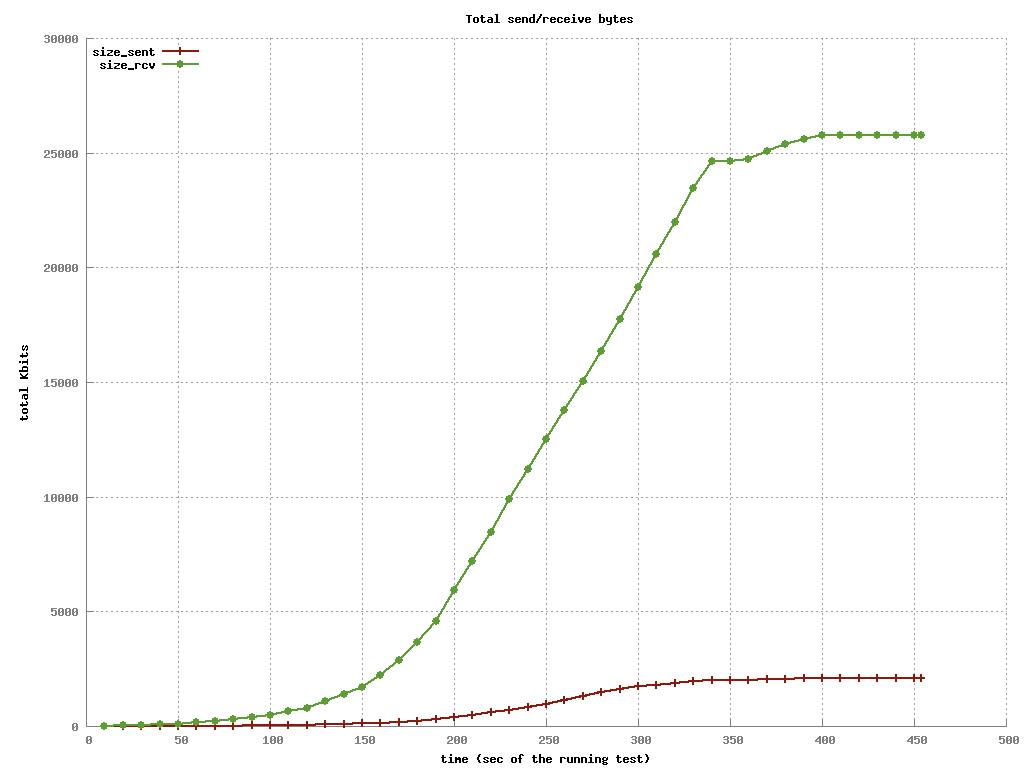 Total send/receive bytes
30000
size_sent
size_rcv
25000
20000
15000
total Kbits
10000
5000
0
0 50 100 150 200 250 300 350 400 450 500
time (sec of the running test)